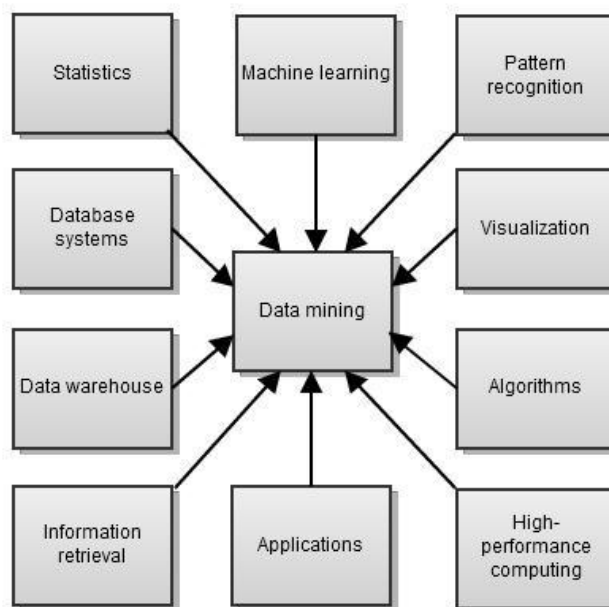 Statistics
Machine learning
Pattern
recognition
Database
systems
Visualization
Data mining
Data warehouse
Algorithms
Information
retrieval
Applications
High-
performance
computing